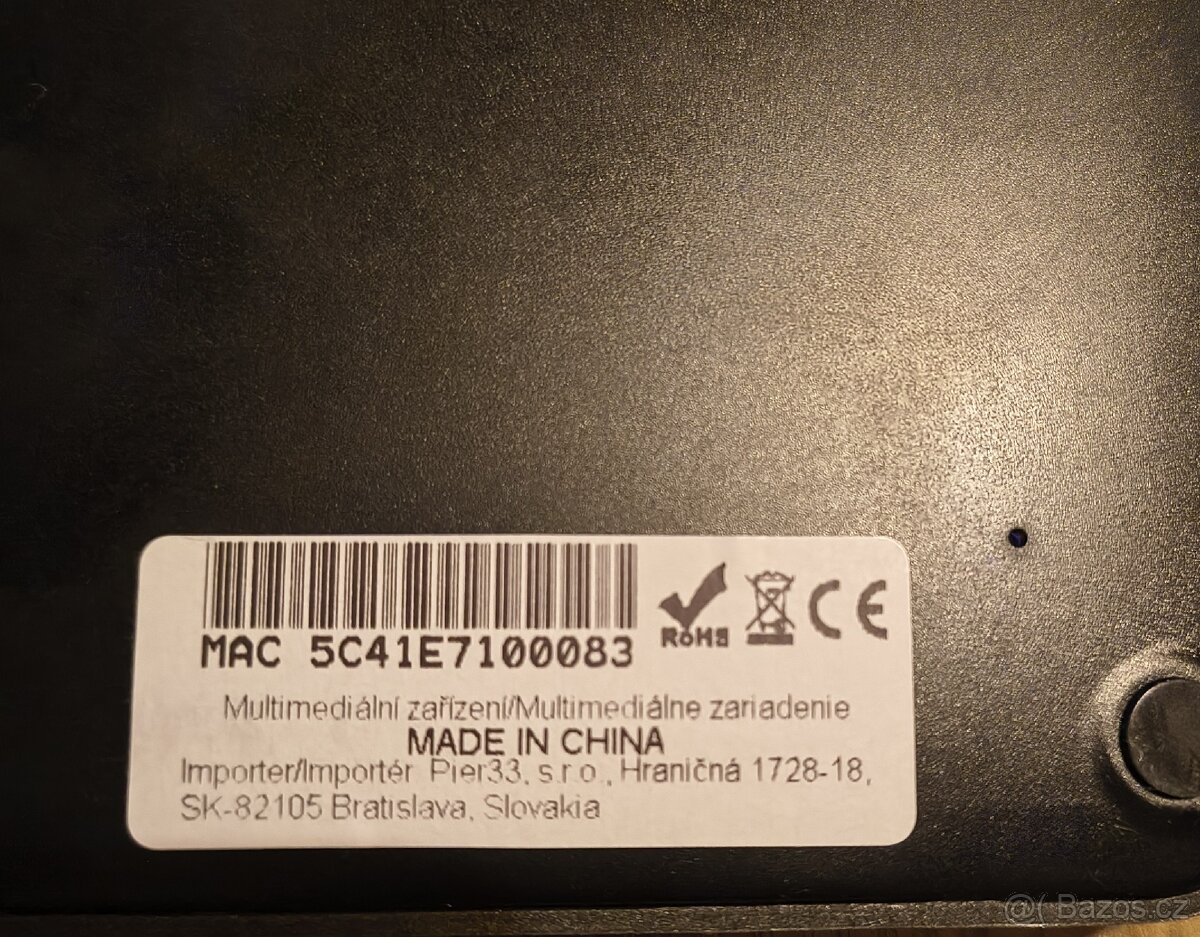 MAC 5C41E7100083
RoHS
CE
Multimediální zařízení/Multimediálne zariadenie
MADE IN CHINA
Importer/Importér Pier33, s.r.o., Hraničná 1728-18,
SK-82105 Bratislava, Slovakia
@( Bazos.cz